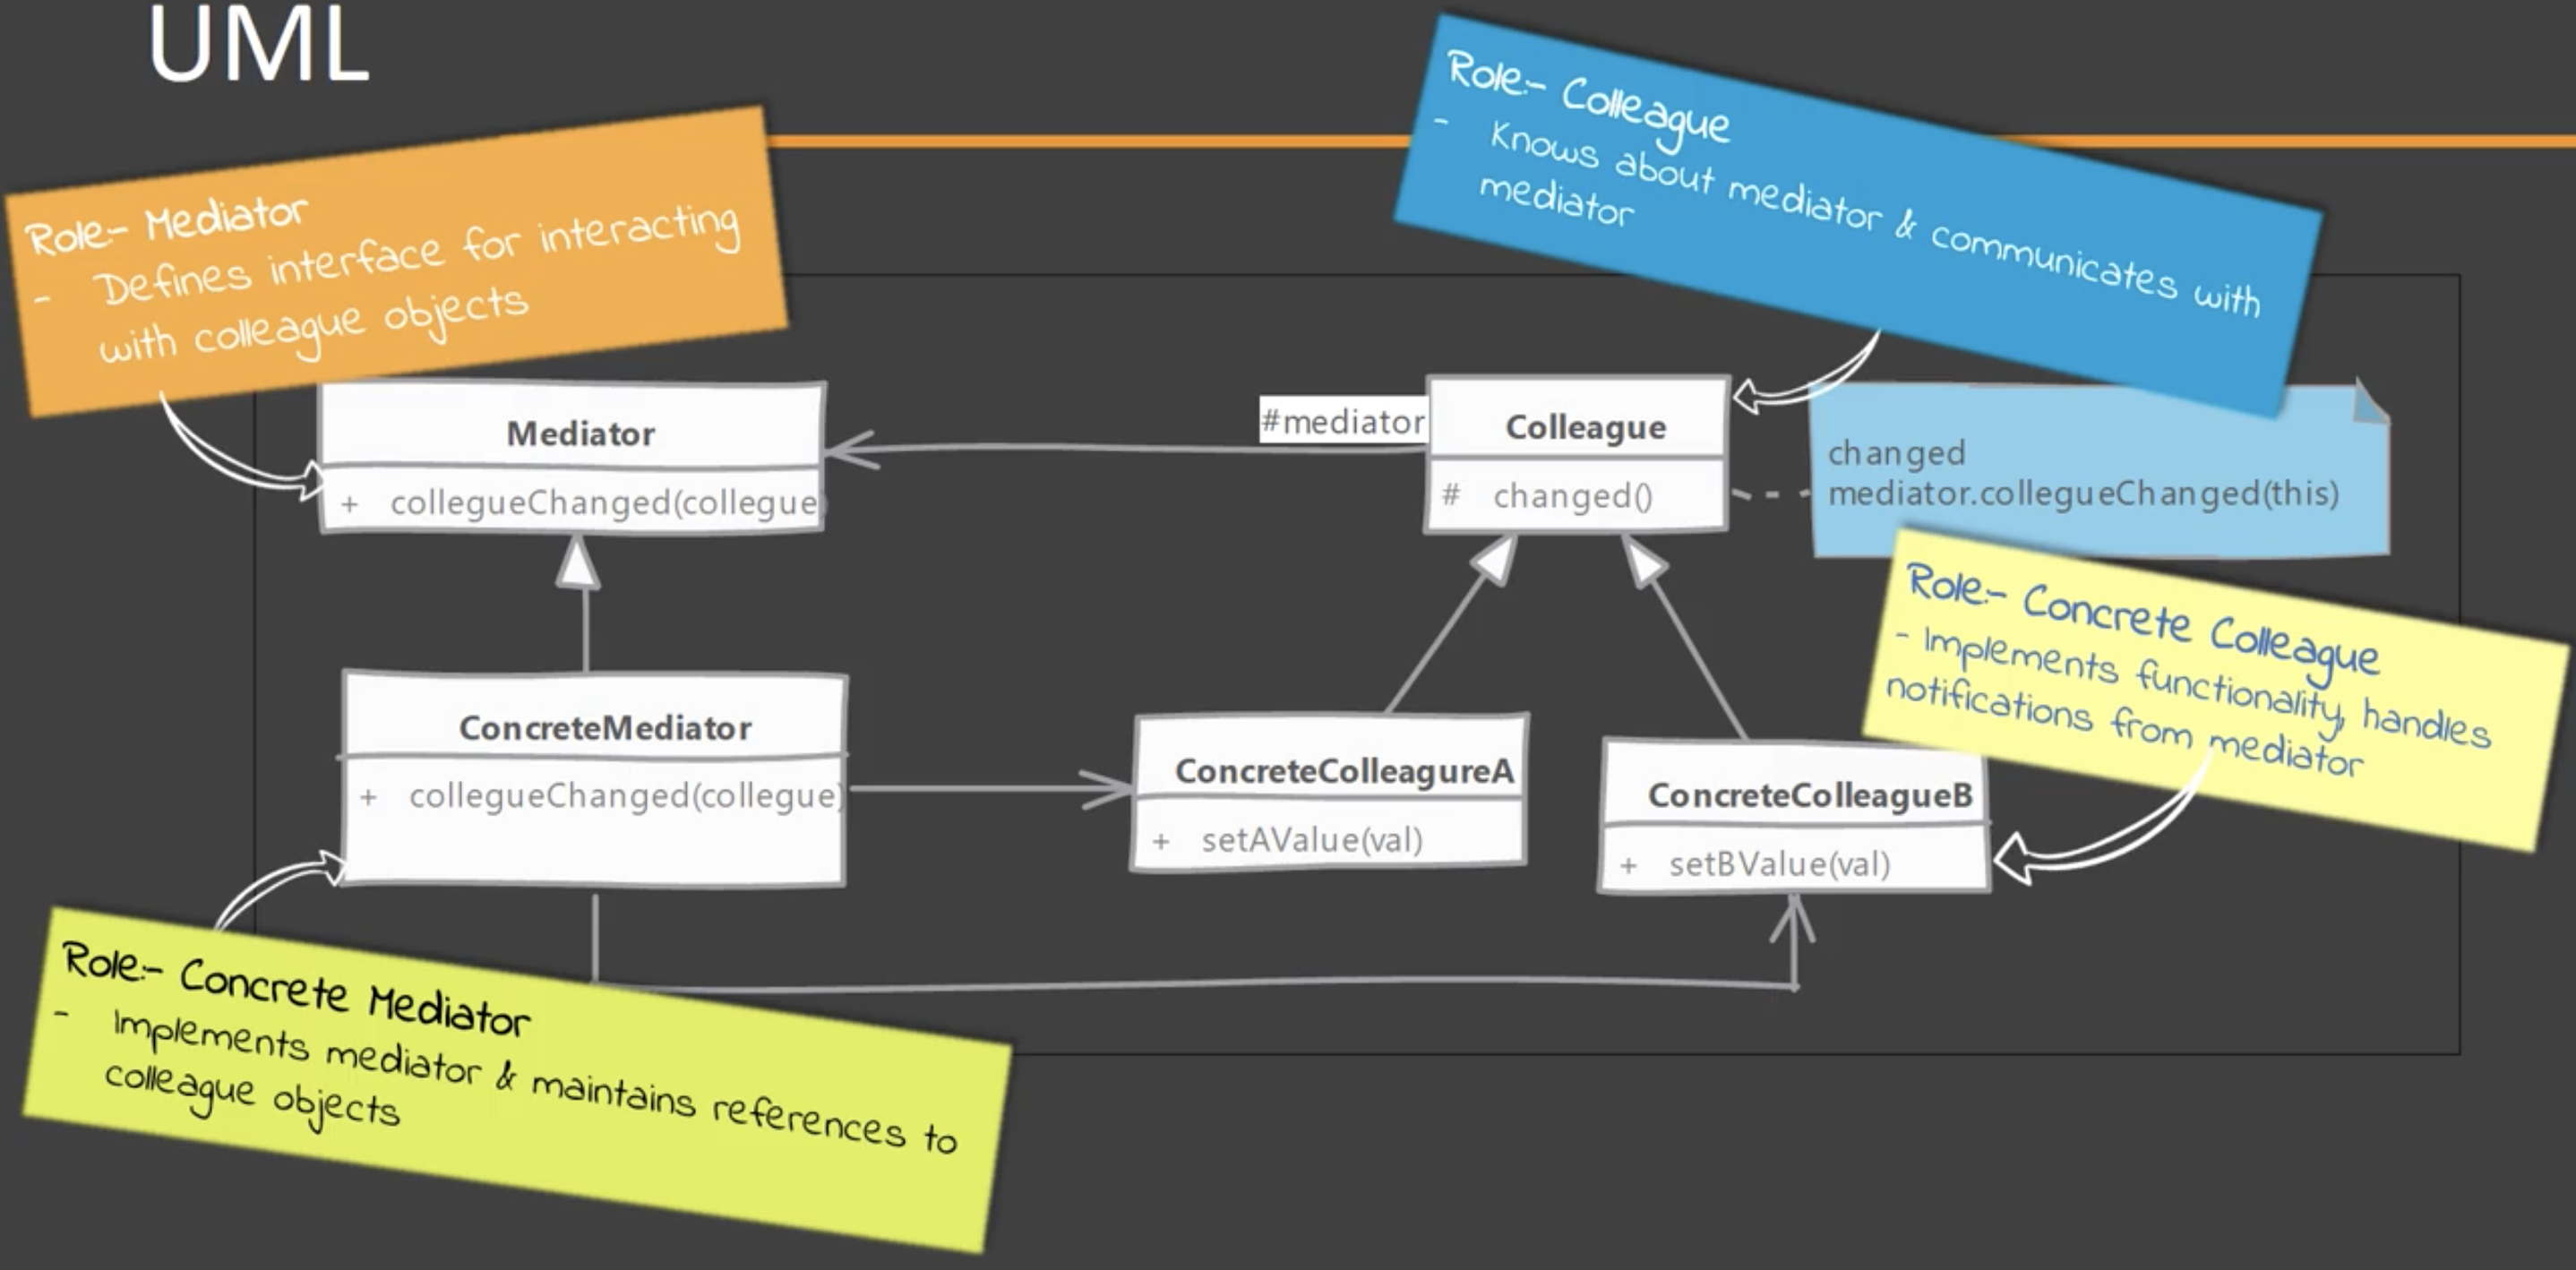 UML
Role:- Mediator
- Defines interface for interacting
with colleague objects
Role:- Colleague
- Knows about mediator & communicates with
mediator
Mediator
+ collegueChanged(collegue)
#mediator
Colleague
# changed()
changed
mediator.collegueChanged(this)
Role:- Concrete Colleague
- Implements functionality, handles
notifications from mediator
ConcreteMediator
+ collegueChanged(collegue)
ConcreteColleagureA
+ setAValue(val)
ConcreteColleagueB
+ setBValue(val)
Role:- Concrete Mediator
- Implements mediator & maintains references to
colleague objects